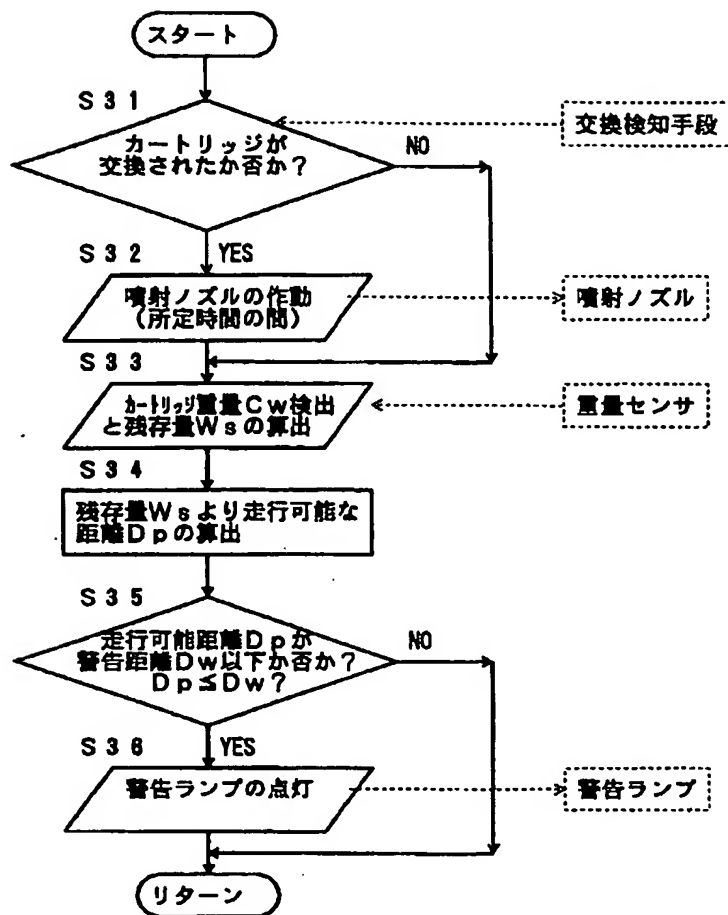 スタート
S31
カートリッジが
交換されたか否か?
NO
交換検知手段
S32
YES
噴射ノズルの作動
(所定時間の間)
噴射ノズル
S33
カートリッジ重量Cw検出
と残存量Wsの算出
重量センサ
S34
残存量Wsより走行可能な
距離Dpの算出
S35
走行可能距離Dpが
警告距離Dw以下か否か?
Dp≦Dw?
NO
S36
YES
警告ランプの点灯
警告ランプ
リターン